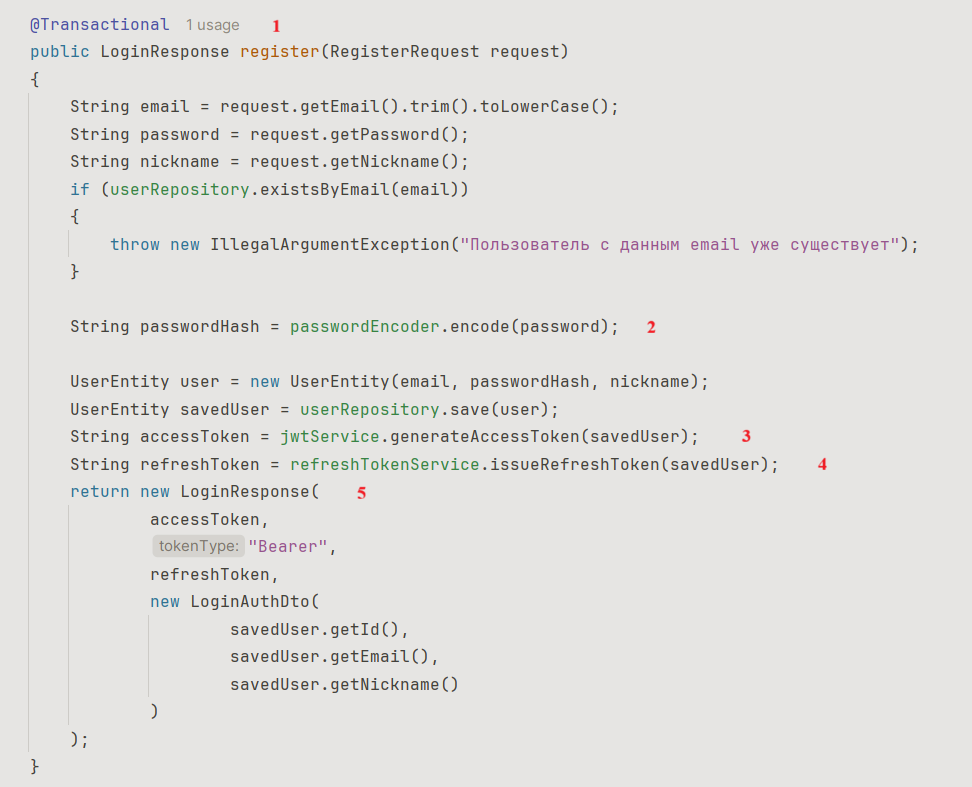 @Transactional 1 usage 1
public LoginResponse register(RegisterRequest request)
{
String email = request.getEmail().trim().toLowerCase();
String password = request.getPassword();
String nickname = request.getNickname();
if (userRepository.existsByEmail(email))
{
throw new IllegalArgumentException("Пользователь с данным email уже существует");
}
String passwordHash = passwordEncoder.encode(password); 2
UserEntity user = new UserEntity(email, passwordHash, nickname);
UserEntity savedUser = userRepository.save(user);
String accessToken = jwtService.generateAccessToken(savedUser); 3
String refreshToken = refreshTokenService.issueRefreshToken(savedUser); 4
return new LoginResponse( 5
accessToken,
tokenType: "Bearer",
refreshToken,
new LoginAuthDto(
savedUser.getId(),
savedUser.getEmail(),
savedUser.getNickname()
)
);
}